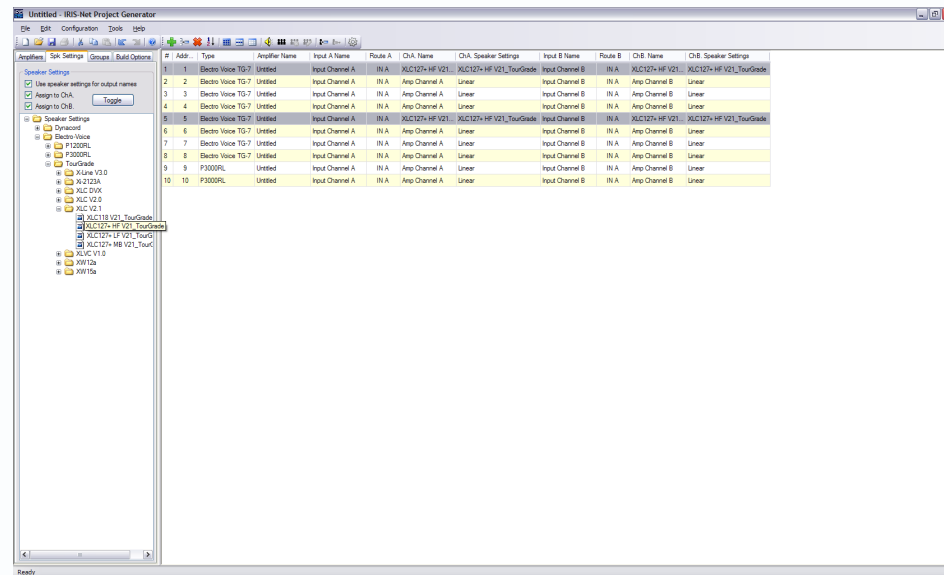 Untitled - IRIS-Net Project Generator
File Edit Configuration Tools Help
Amplifiers Spk Settings Groups Build Options
Speaker Settings
Use speaker settings for output names
Assign to ChA.
Assign to ChB.
Toggle
Speaker Settings
Dynacord
Electro-Voice
P1200RL
P3000RL
TourGrade
X-Line V3.0
Xi-2123A
XLC DVX
XLC V2.0
XLC V2.1
XLC118 V21_TourGrade
XLC127+ HF V21_TourGrade
XLC127+ LF V21_TourG
XLC127+ MB V21_Tour
XLVC V1.0
XW12a
XW15a
# Addr... Type Amplifier Name Input A Name Route A ChA. Name ChA. Speaker Settings Input B Name Route B ChB. Name ChB. Speaker Settings
1 1 Electro Voice TG-7 Untitled Input Channel A IN A XLC127+ HF V21... XLC127+ HF V21_TourGrade Input Channel B IN A XLC127+ HF V21... XLC127+ HF V21_TourGrade
2 2 Electro Voice TG-7 Untitled Input Channel A IN A Amp Channel A Linear Input Channel B IN A Amp Channel B Linear
3 3 Electro Voice TG-7 Untitled Input Channel A IN A Amp Channel A Linear Input Channel B IN A Amp Channel B Linear
4 4 Electro Voice TG-7 Untitled Input Channel A IN A Amp Channel A Linear Input Channel B IN A Amp Channel B Linear
5 5 Electro Voice TG-7 Untitled Input Channel A IN A XLC127+ HF V21... XLC127+ HF V21_TourGrade Input Channel B IN A XLC127+ HF V21... XLC127+ HF V21_TourGrade
6 6 Electro Voice TG-7 Untitled Input Channel A IN A Amp Channel A Linear Input Channel B IN A Amp Channel B Linear
7 7 Electro Voice TG-7 Untitled Input Channel A IN A Amp Channel A Linear Input Channel B IN A Amp Channel B Linear
8 8 Electro Voice TG-7 Untitled Input Channel A IN A Amp Channel A Linear Input Channel B IN A Amp Channel B Linear
9 9 P3000RL Untitled Input Channel A IN A Amp Channel A Linear Input Channel B IN A Amp Channel B Linear
10 10 P3000RL Untitled Input Channel A IN A Amp Channel A Linear Input Channel B IN A Amp Channel B Linear
Ready